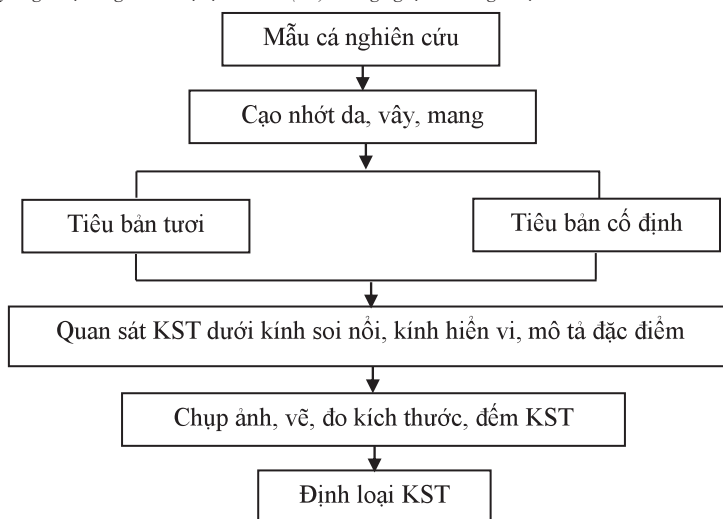 Mẫu cá nghiên cứu
Cạo nhớt da, vây, mang
Tiêu bản tươi
Tiêu bản cố định
Quan sát KST dưới kính soi nổi, kính hiển vi, mô tả đặc điểm
Chụp ảnh, vẽ, đo kích thước, đếm KST
Định loại KST